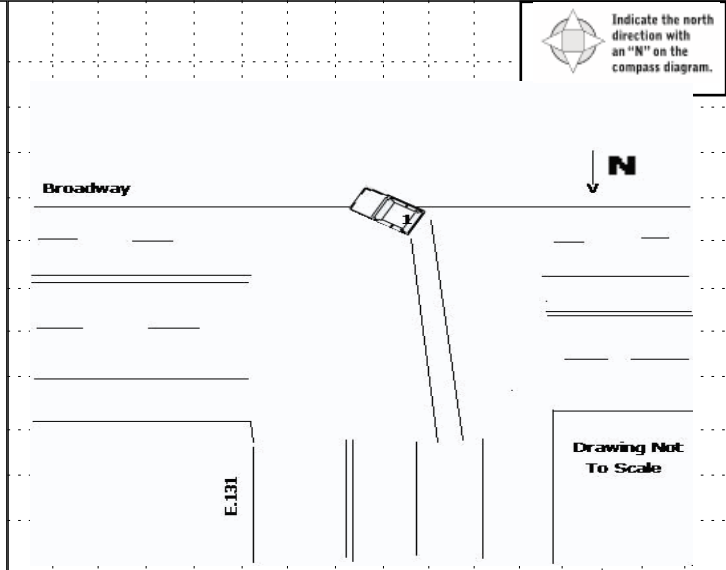 Indicate the north
direction with
an “N” on the
compass diagram.
N
Broadway
1
E.131
Drawing Not
To Scale